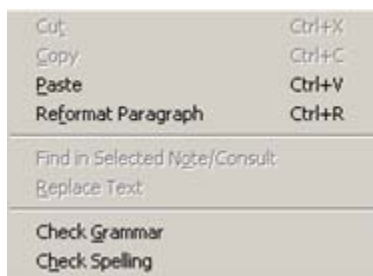 Cut Ctrl+X
Copy Ctrl+C
Paste Ctrl+V
Reformat Paragraph Ctrl+R
Find in Selected Note/Consult
Replace Text
Check Grammar
Check Spelling